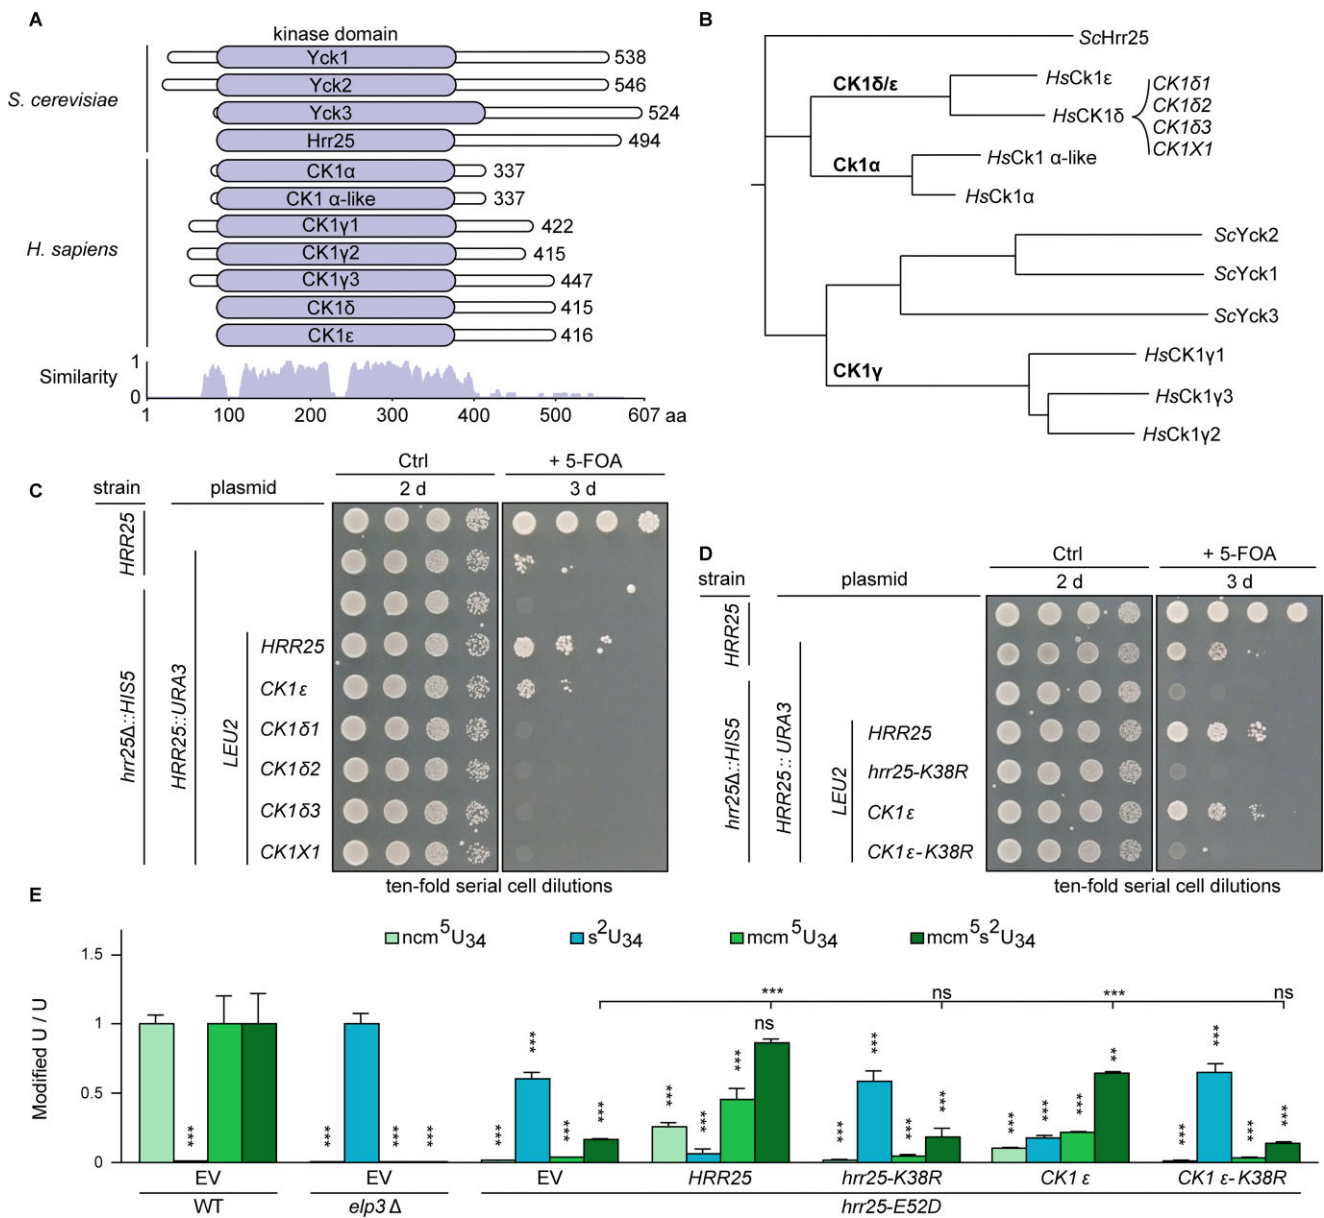 A
kinase domain
S. cerevisiae
Yck1 538
Yck2 546
Yck3 524
Hrr25 494
H. sapiens
CK1α 337
CK1 α-like 337
CK1γ1 422
CK1γ2 415
CK1γ3 447
CK1δ 415
CK1ε 416
Similarity
1
0
1 100 200 300 400 500 607 aa
B
ScHrr25
CK1δ/ε
HsCk1ε
HsCK1δ
CK1δ1
CK1δ2
CK1δ3
CK1X1
Ck1α
HsCk1 α-like
HsCk1α
ScYck2
ScYck1
ScYck3
CK1γ
HsCK1γ1
HsCk1γ3
HsCk1γ2
C
strain plasmid
Ctrl + 5-FOA
2 d 3 d
HRR25
hrr25Δ::HIS5
HRR25::URA3
LEU2
HRR25
CK1ε
CK1δ1
CK1δ2
CK1δ3
CK1X1
ten-fold serial cell dilutions
D
strain plasmid
Ctrl + 5-FOA
2 d 3 d
HRR25
hrr25Δ::HIS5
HRR25:: URA3
LEU2
HRR25
hrr25-K38R
CK1ε
CK1ε-K38R
ten-fold serial cell dilutions
E
ncm⁵U₃₄ s²U₃₄ mcm⁵U₃₄ mcm⁵s²U₃₄
Modified U / U
1.5
1
0.5
0
*** ns *** ns
ns
***
*** *** ***
*** *** *** ***
*** *** ***
*** *** *** ***
*** *** *** **
*** *** *** ***
EV EV EV HRR25 hrr25-K38R CK1 ε CK1 ε-K38R
WT elp3 Δ hrr25-E52D